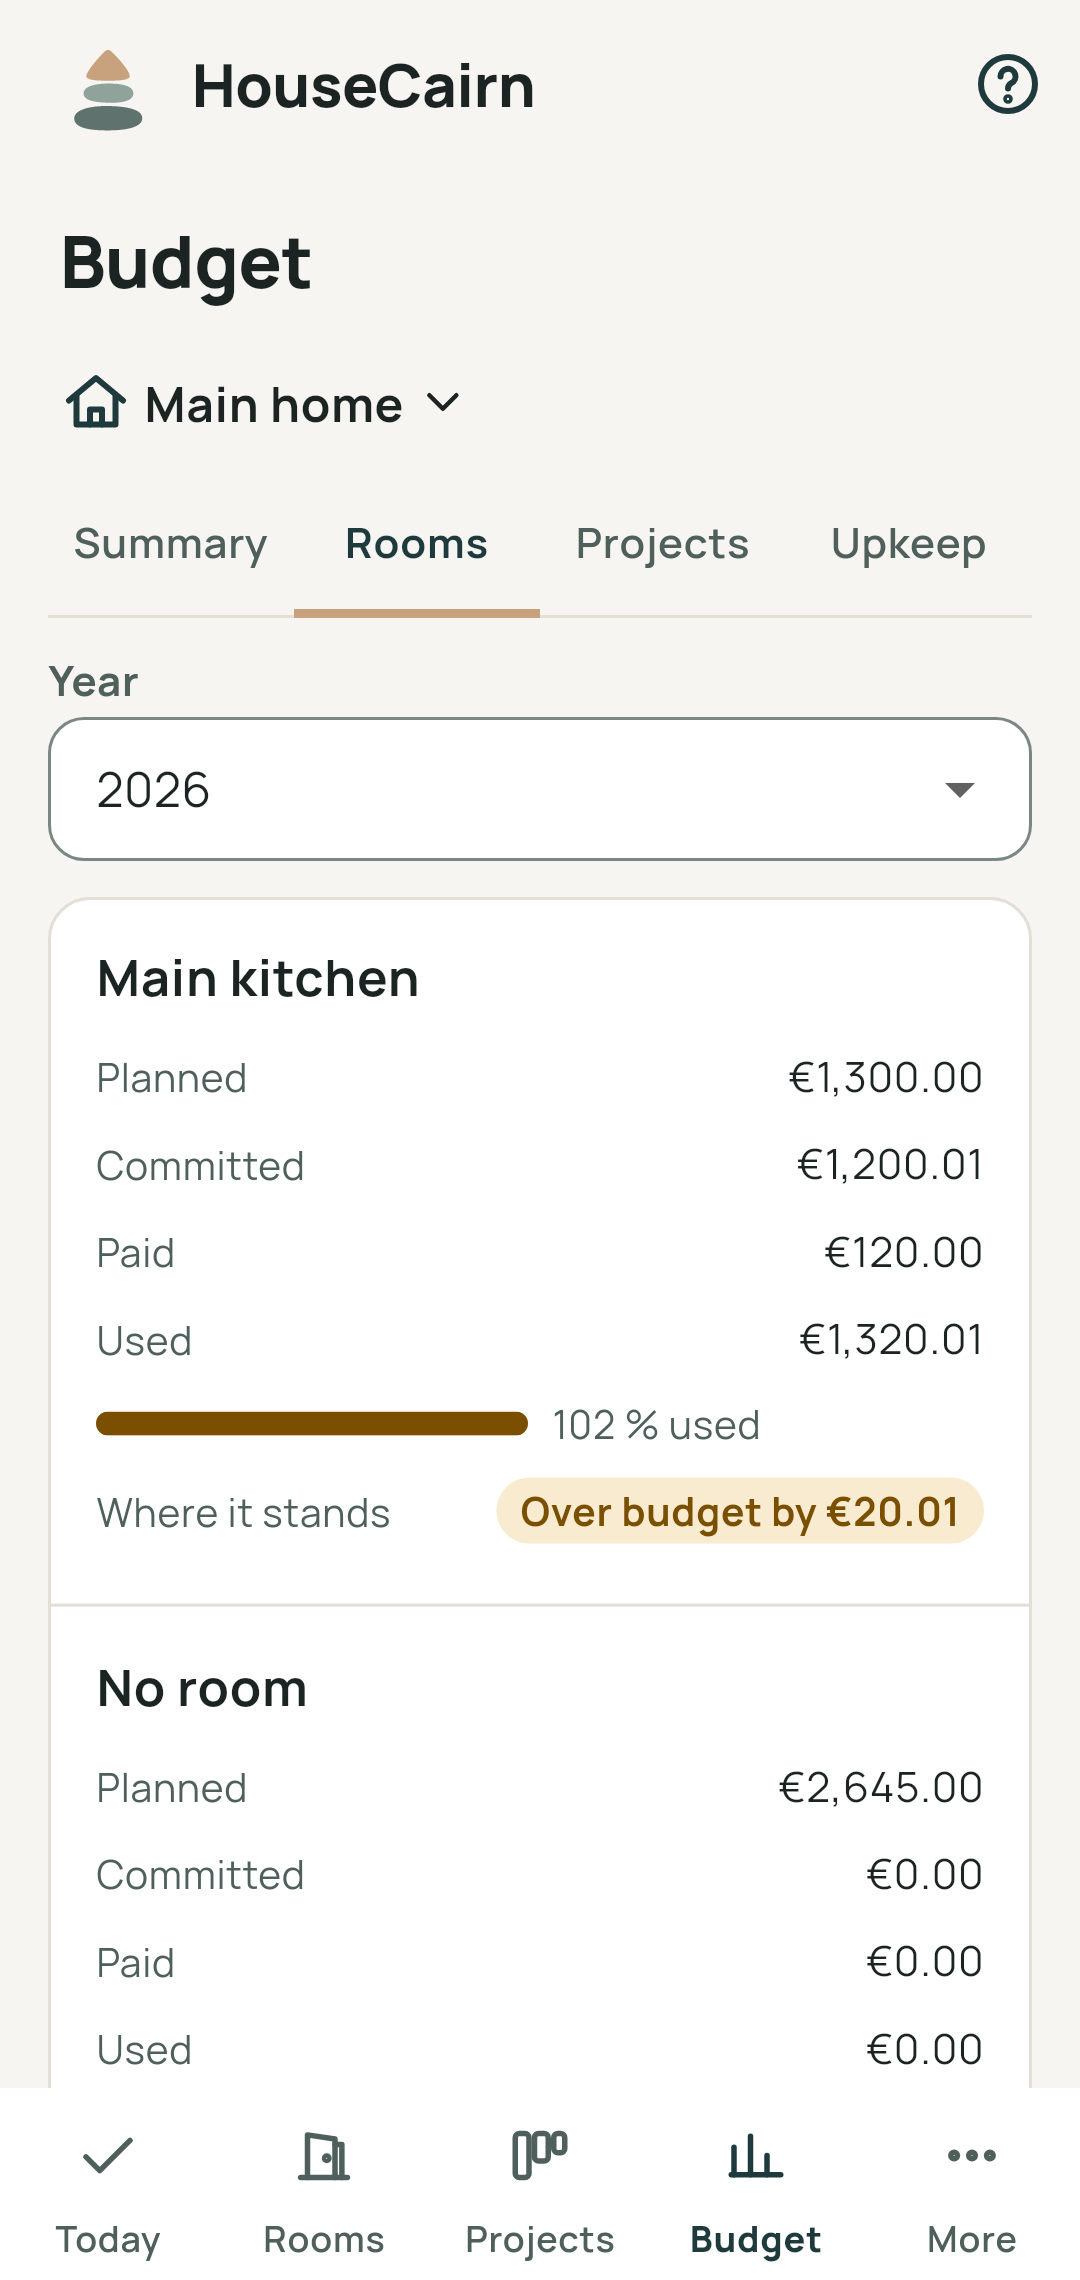 HouseCairn
Budget
Main home
Summary Rooms Projects Upkeep
Year
2026
Main kitchen
Planned €1,300.00
Committed €1,200.01
Paid €120.00
Used €1,320.01
102 % used
Where it stands Over budget by €20.01
No room
Planned €2,645.00
Committed €0.00
Paid €0.00
Used €0.00
Today Rooms Projects Budget More